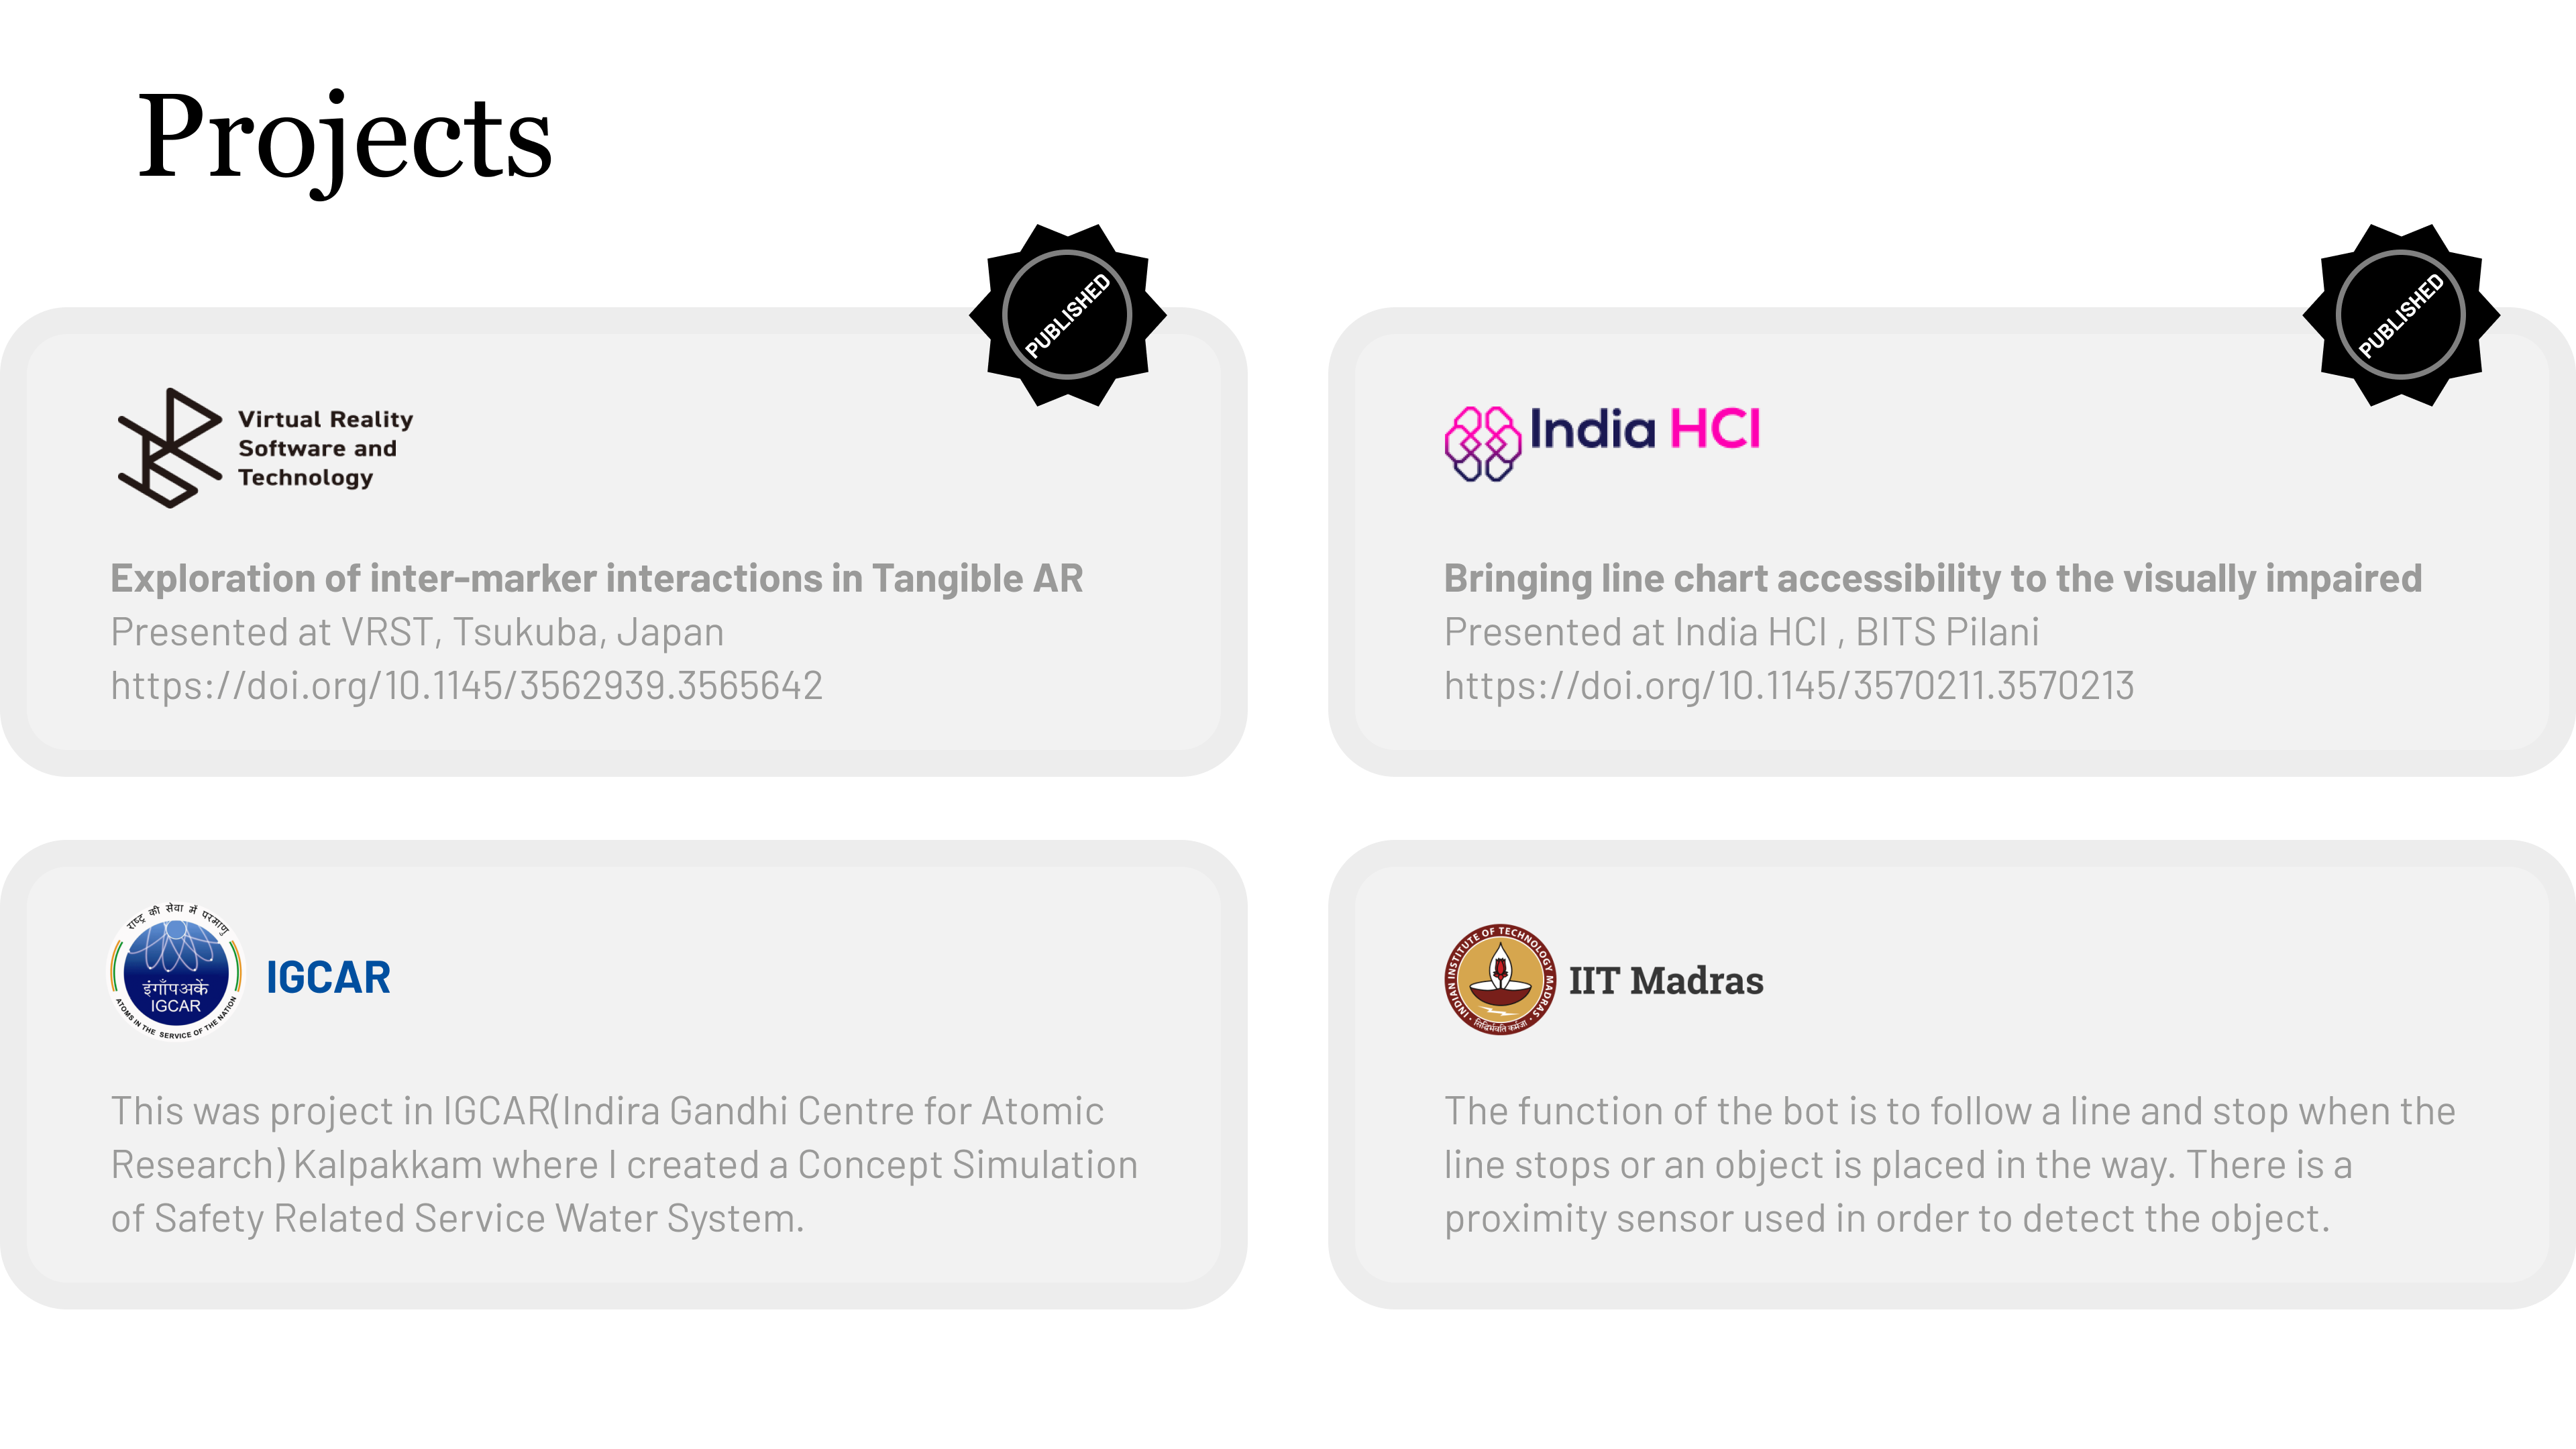 Projects
PUBLISHED
Virtual Reality
Software and
Technology
Exploration of inter-marker interactions in Tangible AR
Presented at VRST, Tsukuba, Japan
https://doi.org/10.1145/3562939.3565642
PUBLISHED
India HCI
Bringing line chart accessibility to the visually impaired
Presented at India HCI , BITS Pilani
https://doi.org/10.1145/3570211.3570213
राष्ट्र की सेवा में परमाणु
इंगाँपअकें
IGCAR
ATOMS IN THE SERVICE OF THE NATION
IGCAR
This was project in IGCAR(Indira Gandhi Centre for Atomic
Research) Kalpakkam where I created a Concept Simulation
of Safety Related Service Water System.
INDIAN INSTITUTE OF TECHNOLOGY MADRAS
सिद्धिर्भवति कर्मजा
IIT Madras
The function of the bot is to follow a line and stop when the
line stops or an object is placed in the way. There is a
proximity sensor used in order to detect the object.